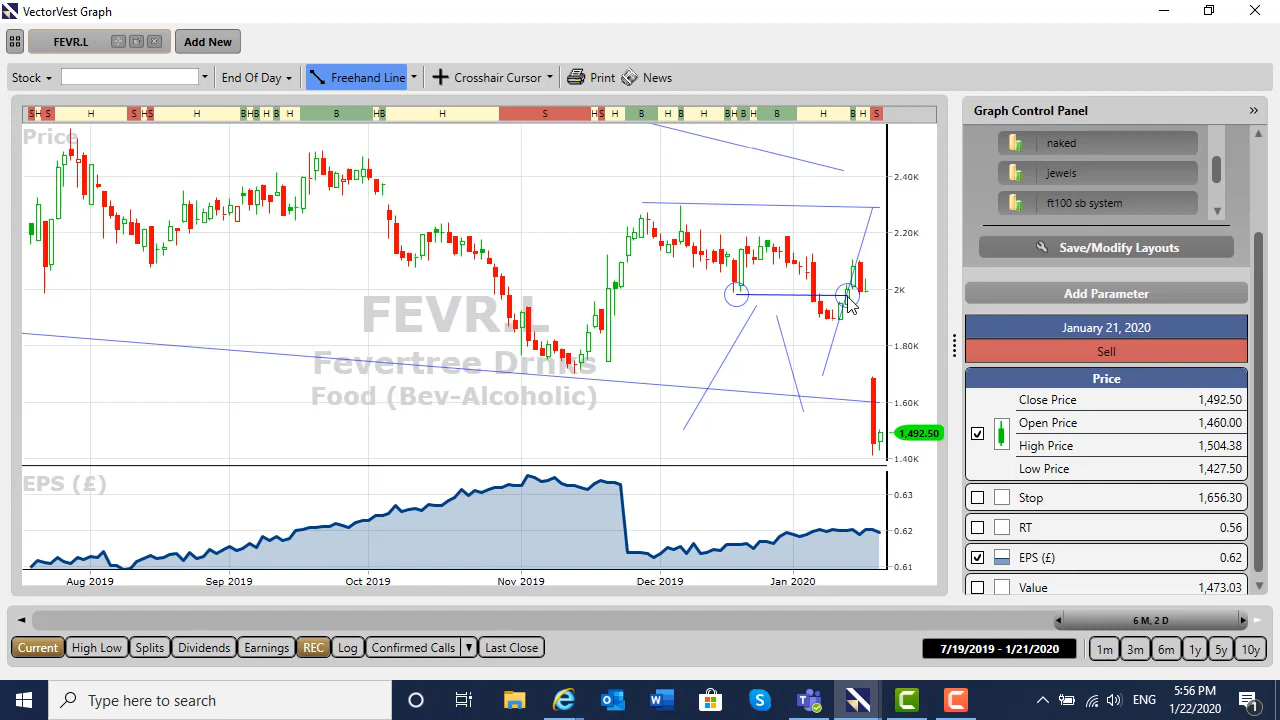 VectorVest Graph
FEVR.L
Add New
Stock
End Of Day
Freehand Line
Crosshair Cursor
Print
News
S H S H S H S H B H B H B H B H B S H S H B H B H B H B H B H B H S
Price
2.40K
2.20K
2K
1.80K
1.60K
1.40K
1,492.50
FEVR.L
Fevertree Drnks
Food (Bev-Alcoholic)
EPS (£)
0.63
0.62
0.61
Aug 2019 Sep 2019 Oct 2019 Nov 2019 Dec 2019 Jan 2020
Graph Control Panel
naked
jewels
ft100 sb system
Save/Modify Layouts
Add Parameter
January 21, 2020
Sell
Price
Close Price 1,492.50
Open Price 1,460.00
High Price 1,504.38
Low Price 1,427.50
Stop 1,656.30
RT 0.56
EPS (£) 0.62
Value 1,473.03
6 M, 2 D
Current High Low Splits Dividends Earnings REC Log Confirmed Calls Last Close
7/19/2019 - 1/21/2020
1m 3m 6m 1y 5y 10y
Type here to search
ENG
5:56 PM
1/22/2020
1